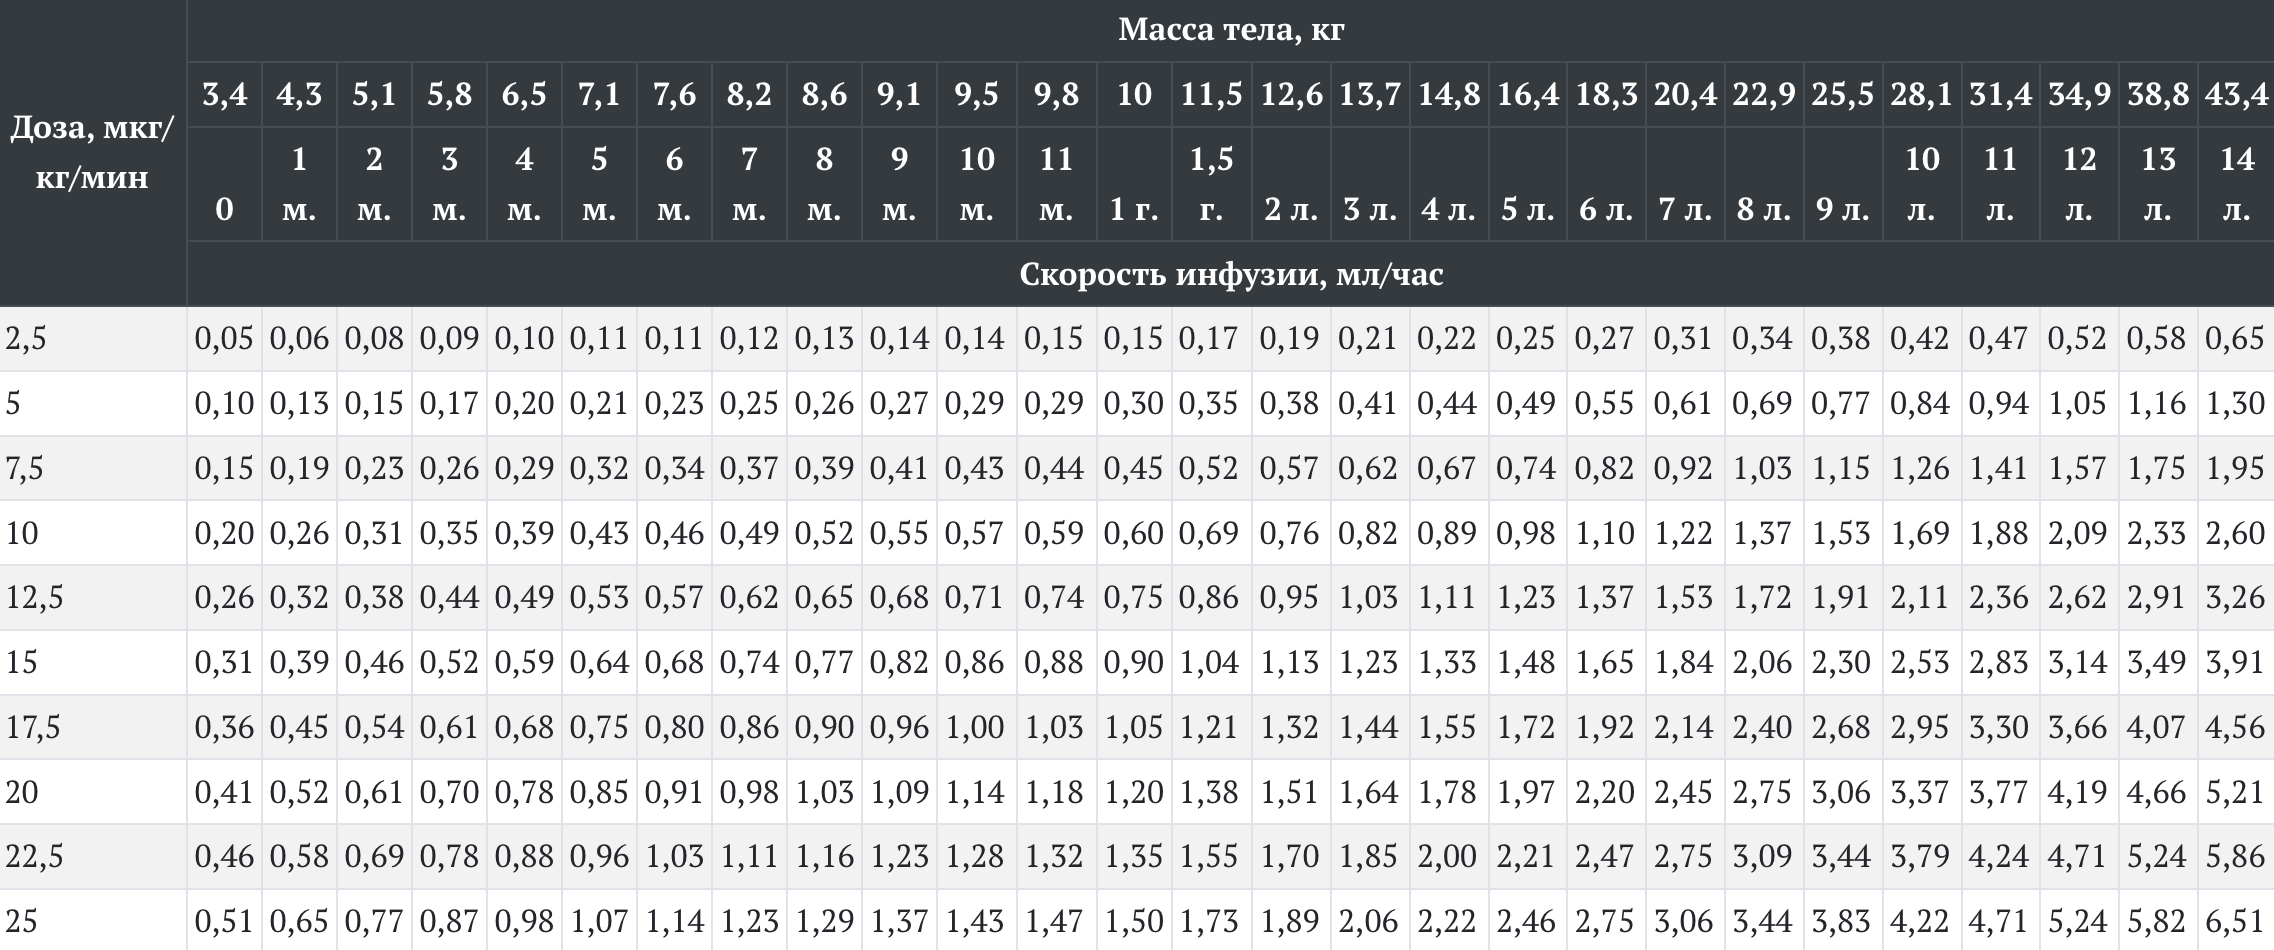 Масса тела, кг
Доза, мкг/
кг/мин
3,4 4,3 5,1 5,8 6,5 7,1 7,6 8,2 8,6 9,1 9,5 9,8 10 11,5 12,6 13,7 14,8 16,4 18,3 20,4 22,9 25,5 28,1 31,4 34,9 38,8 43,4
0 1 м. 2 м. 3 м. 4 м. 5 м. 6 м. 7 м. 8 м. 9 м. 10 м. 11 м. 1 г. 1,5 г. 2 л. 3 л. 4 л. 5 л. 6 л. 7 л. 8 л. 9 л. 10 л. 11 л. 12 л. 13 л. 14 л.
Скорость инфузии, мл/час
2,5 0,05 0,06 0,08 0,09 0,10 0,11 0,11 0,12 0,13 0,14 0,14 0,15 0,15 0,17 0,19 0,21 0,22 0,25 0,27 0,31 0,34 0,38 0,42 0,47 0,52 0,58 0,65
5 0,10 0,13 0,15 0,17 0,20 0,21 0,23 0,25 0,26 0,27 0,29 0,29 0,30 0,35 0,38 0,41 0,44 0,49 0,55 0,61 0,69 0,77 0,84 0,94 1,05 1,16 1,30
7,5 0,15 0,19 0,23 0,26 0,29 0,32 0,34 0,37 0,39 0,41 0,43 0,44 0,45 0,52 0,57 0,62 0,67 0,74 0,82 0,92 1,03 1,15 1,26 1,41 1,57 1,75 1,95
10 0,20 0,26 0,31 0,35 0,39 0,43 0,46 0,49 0,52 0,55 0,57 0,59 0,60 0,69 0,76 0,82 0,89 0,98 1,10 1,22 1,37 1,53 1,69 1,88 2,09 2,33 2,60
12,5 0,26 0,32 0,38 0,44 0,49 0,53 0,57 0,62 0,65 0,68 0,71 0,74 0,75 0,86 0,95 1,03 1,11 1,23 1,37 1,53 1,72 1,91 2,11 2,36 2,62 2,91 3,26
15 0,31 0,39 0,46 0,52 0,59 0,64 0,68 0,74 0,77 0,82 0,86 0,88 0,90 1,04 1,13 1,23 1,33 1,48 1,65 1,84 2,06 2,30 2,53 2,83 3,14 3,49 3,91
17,5 0,36 0,45 0,54 0,61 0,68 0,75 0,80 0,86 0,90 0,96 1,00 1,03 1,05 1,21 1,32 1,44 1,55 1,72 1,92 2,14 2,40 2,68 2,95 3,30 3,66 4,07 4,56
20 0,41 0,52 0,61 0,70 0,78 0,85 0,91 0,98 1,03 1,09 1,14 1,18 1,20 1,38 1,51 1,64 1,78 1,97 2,20 2,45 2,75 3,06 3,37 3,77 4,19 4,66 5,21
22,5 0,46 0,58 0,69 0,78 0,88 0,96 1,03 1,11 1,16 1,23 1,28 1,32 1,35 1,55 1,70 1,85 2,00 2,21 2,47 2,75 3,09 3,44 3,79 4,24 4,71 5,24 5,86
25 0,51 0,65 0,77 0,87 0,98 1,07 1,14 1,23 1,29 1,37 1,43 1,47 1,50 1,73 1,89 2,06 2,22 2,46 2,75 3,06 3,44 3,83 4,22 4,71 5,24 5,82 6,51